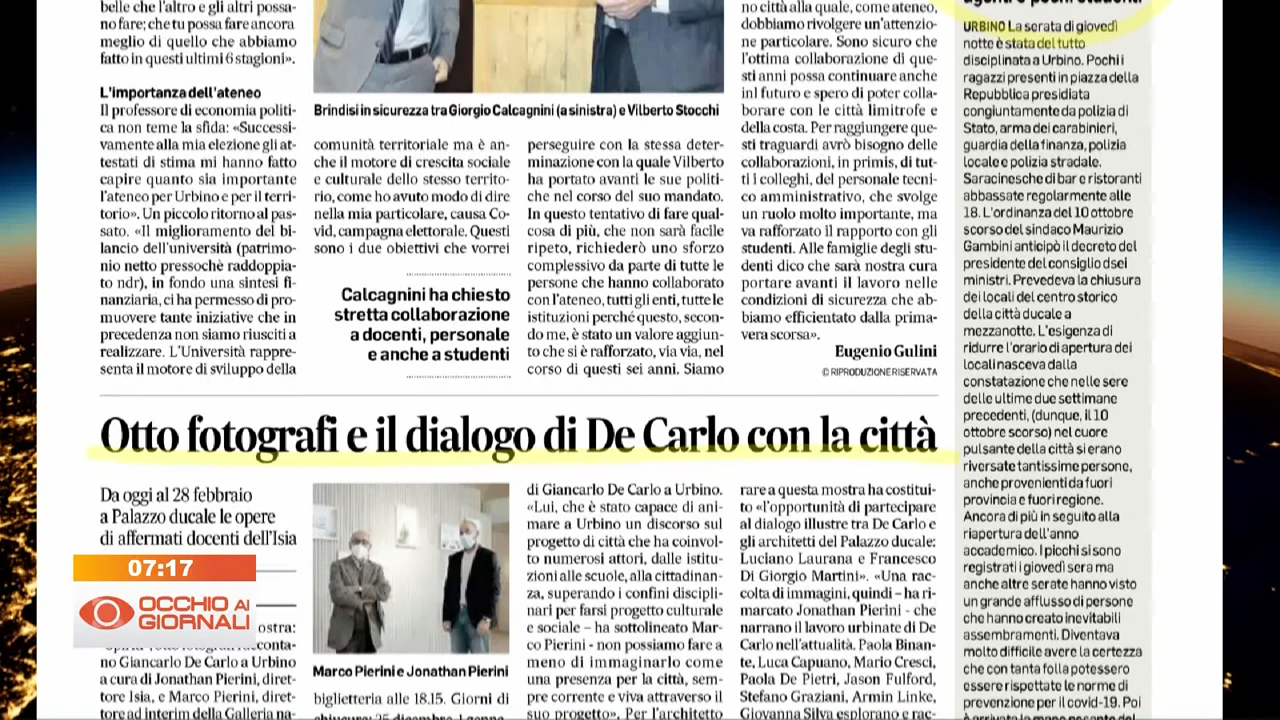 belle che l'altro e gli altri possa-
no fare; che tu possa fare ancora
meglio di quello che abbiamo
fatto in questi ultimi 6 stagioni».
L'importanza dell'ateneo
Il professore di economia politi-
ca non teme la sfida: «Successi-
vamente alla mia elezione gli at-
testati di stima mi hanno fatto
capire quanto sia importante
l'ateneo per Urbino e per il terri-
torio». Un piccolo ritorno al pas-
sato. «Il miglioramento del bi-
lancio dell'università (patrimo-
nio netto pressochè raddoppia-
to ndr), in fondo una sintesi fi-
nanziaria, ci ha permesso di pro-
muovere tante iniziative che in
precedenza non siamo riusciti a
realizzare. L'Università rappre-
senta il motore di sviluppo della
Brindisi in sicurezza tra Giorgio Calcagnini (a sinistra) e Vilberto Stocchi
comunità territoriale ma è an-
che il motore di crescita sociale
e culturale dello stesso territo-
rio, come ho avuto modo di dire
nella mia particolare, causa Co-
vid, campagna elettorale. Questi
sono i due obiettivi che vorrei
Calcagnini ha chiesto
stretta collaborazione
a docenti, personale
e anche a studenti
perseguire con la stessa deter-
minazione con la quale Vilberto
ha portato avanti le sue politi-
che nel corso del suo mandato.
In questo tentativo di fare qual-
cosa di più, che non sarà facile
ripeto, richiederò uno sforzo
complessivo da parte di tutte le
persone che hanno collaborato
con l'ateneo, tutti gli enti, tutte le
istituzioni perché questo, secon-
do me, è stato un valore aggiun-
to che si è rafforzato, via via, nel
corso di questi sei anni. Siamo
no città alla quale, come ateneo,
dobbiamo rivolgere un'attenzio-
ne particolare. Sono sicuro che
l'ottima collaborazione di que-
sti anni possa continuare anche
inl futuro e spero di poter colla-
borare con le città limitrofe e
della costa. Per raggiungere que-
sti traguardi avrò bisogno delle
collaborazioni, in primis, di tut-
ti i colleghi, del personale tecni-
co amministrativo, che svolge
un ruolo molto importante, ma
va rafforzato il rapporto con gli
studenti. Alle famiglie degli stu-
denti dico che sarà nostra cura
portare avanti il lavoro nelle
condizioni di sicurezza che ab-
biamo efficientato dalla prima-
vera scorsa».
Eugenio Gulini
© RIPRODUZIONE RISERVATA
agenti e pochi studenti
URBINO La serata di giovedì
notte è stata del tutto
disciplinata a Urbino. Pochi i
ragazzi presenti in piazza della
Repubblica presidiata
congiuntamente da polizia di
Stato, arma dei carabinieri,
guardia della finanza, polizia
locale e polizia stradale.
Saracinesche di bar e ristoranti
abbassate regolarmente alle
18. L'ordinanza del 10 ottobre
scorso del sindaco Maurizio
Gambini anticipò il decreto del
presidente del consiglio dsei
ministri. Prevedeva la chiusura
dei locali del centro storico
della città ducale a
mezzanotte. L'esigenza di
ridurre l'orario di apertura dei
locali nasceva dalla
constatazione che nelle sere
delle ultime due settimane
precedenti, (dunque, il 10
ottobre scorso) nel cuore
pulsante della città si erano
riversate tantissime persone,
anche provenienti da fuori
provincia e fuori regione.
Ancora di più in seguito alla
riapertura dell'anno
accademico. I picchi si sono
registrati i giovedì sera ma
anche altre serate hanno visto
un grande afflusso di persone
che hanno creato inevitabili
assembramenti. Diventava
molto difficile avere la certezza
che con tanta folla potessero
essere rispettate le norme di
prevenzione per il covid-19. Poi
Otto fotografi e il dialogo di De Carlo con la città
Da oggi al 28 febbraio
a Palazzo ducale le opere
di affermati docenti dell'Isia
ostra:
conta-
no Giancarlo De Carlo a Urbino
a cura di Jonathan Pierini, diret-
tore Isia, e Marco Pierini, diret-
tore ad interim della Galleria na-
Marco Pierini e Jonathan Pierini
biglietteria alle 18.15. Giorni di
di Giancarlo De Carlo a Urbino.
«Lui, che è stato capace di ani-
mare a Urbino un discorso sul
progetto di città che ha coinvol-
to numerosi attori, dalle istitu-
zioni alle scuole, alla cittadinan-
za, superando i confini discipli-
nari per farsi progetto culturale
e sociale – ha sottolineato Mar-
co Pierini - non possiamo fare a
meno di immaginarlo come
una presenza per la città, sem-
pre corrente e viva attraverso il
suo progetto». Per l'architetto
rare a questa mostra ha costitui-
to «l'opportunità di partecipare
al dialogo illustre tra De Carlo e
gli architetti del Palazzo ducale:
Luciano Laurana e Francesco
Di Giorgio Martini». «Una rac-
colta di immagini, quindi – ha ri-
marcato Jonathan Pierini - che
narrano il lavoro urbinate di De
Carlo nell'attualità. Paola Binan-
te, Luca Capuano, Mario Cresci,
Paola De Pietri, Jason Fulford,
Stefano Graziani, Armin Linke,
Giovanna Silva esplorano e rac-
07:17
OCCHIO AI
GIORNALI